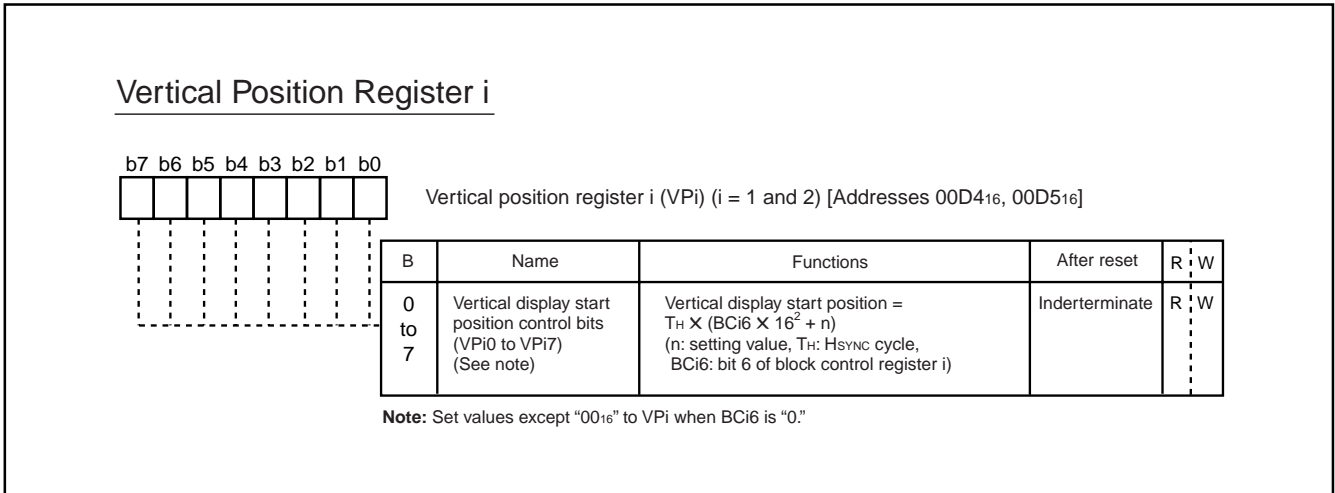 Vertical Position Register i
b7 b6 b5 b4 b3 b2 b1 b0
Vertical position register i (VPi) (i = 1 and 2) [Addresses 00D4₁₆, 00D5₁₆]
B Name Functions After reset R W
0 to 7
Vertical display start
position control bits
(VPi0 to VPi7)
(See note)
Vertical display start position =
TH X (BCi6 X 16² + n)
(n: setting value, TH: HSYNC cycle,
BCi6: bit 6 of block control register i)
Inderterminate
R W
Note: Set values except “00₁₆” to VPi when BCi6 is “0.”